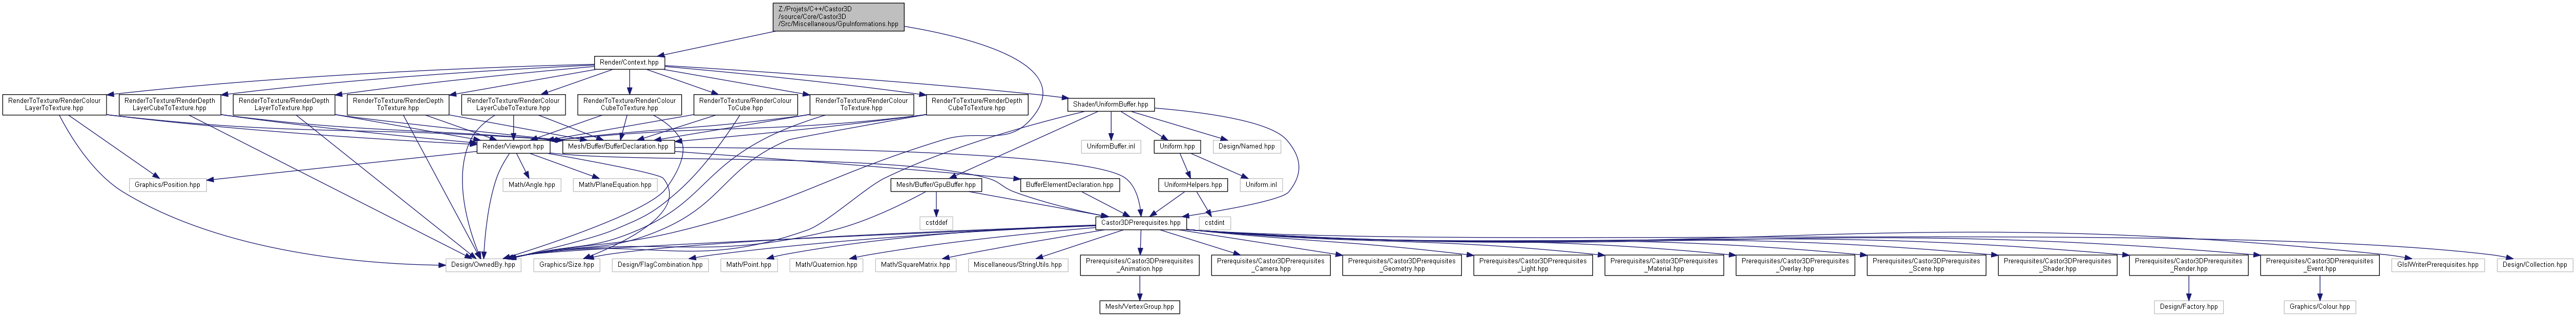 Z:/Projets/C++/Castor3D
/source/Core/Castor3D
/Src/Miscellaneous/GpuInformations.hpp
Render/Context.hpp
RenderToTexture/RenderColour
LayerToTexture.hpp
RenderToTexture/RenderDepth
LayerCubeToTexture.hpp
RenderToTexture/RenderDepth
LayerToTexture.hpp
RenderToTexture/RenderDepth
ToTexture.hpp
RenderToTexture/RenderColour
LayerCubeToTexture.hpp
RenderToTexture/RenderColour
CubeToTexture.hpp
RenderToTexture/RenderColour
ToCube.hpp
RenderToTexture/RenderColour
ToTexture.hpp
RenderToTexture/RenderDepth
CubeToTexture.hpp
Shader/UniformBuffer.hpp
Render/Viewport.hpp
Mesh/Buffer/BufferDeclaration.hpp
UniformBuffer.inl
Uniform.hpp
Design/Named.hpp
Graphics/Position.hpp
Math/Angle.hpp
Math/PlaneEquation.hpp
Mesh/Buffer/GpuBuffer.hpp
BufferElementDeclaration.hpp
UniformHelpers.hpp
Uniform.inl
cstddef
Castor3DPrerequisites.hpp
cstdint
Design/OwnedBy.hpp
Graphics/Size.hpp
Design/FlagCombination.hpp
Math/Point.hpp
Math/Quaternion.hpp
Math/SquareMatrix.hpp
Miscellaneous/StringUtils.hpp
Prerequisites/Castor3DPrerequisites
_Animation.hpp
Prerequisites/Castor3DPrerequisites
_Camera.hpp
Prerequisites/Castor3DPrerequisites
_Geometry.hpp
Prerequisites/Castor3DPrerequisites
_Light.hpp
Prerequisites/Castor3DPrerequisites
_Material.hpp
Prerequisites/Castor3DPrerequisites
_Overlay.hpp
Prerequisites/Castor3DPrerequisites
_Scene.hpp
Prerequisites/Castor3DPrerequisites
_Shader.hpp
Prerequisites/Castor3DPrerequisites
_Render.hpp
Prerequisites/Castor3DPrerequisites
_Event.hpp
GlslWriterPrerequisites.hpp
Design/Collection.hpp
Mesh/VertexGroup.hpp
Design/Factory.hpp
Graphics/Colour.hpp